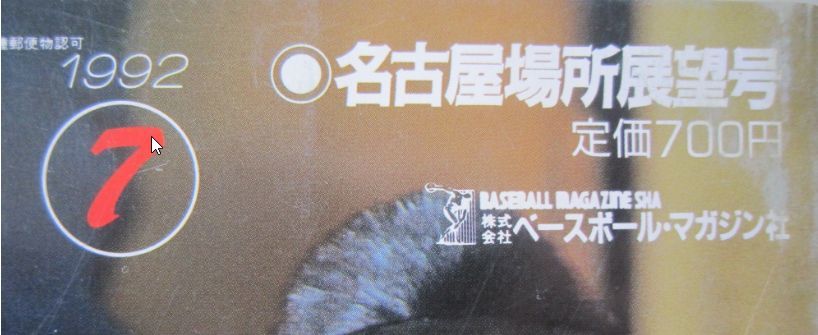 郵便物認可
1992
7
◉名古屋場所展望号
定価700円
BASEBALL MAGAZINE SHA
株式会社ベースボール・マガジン社